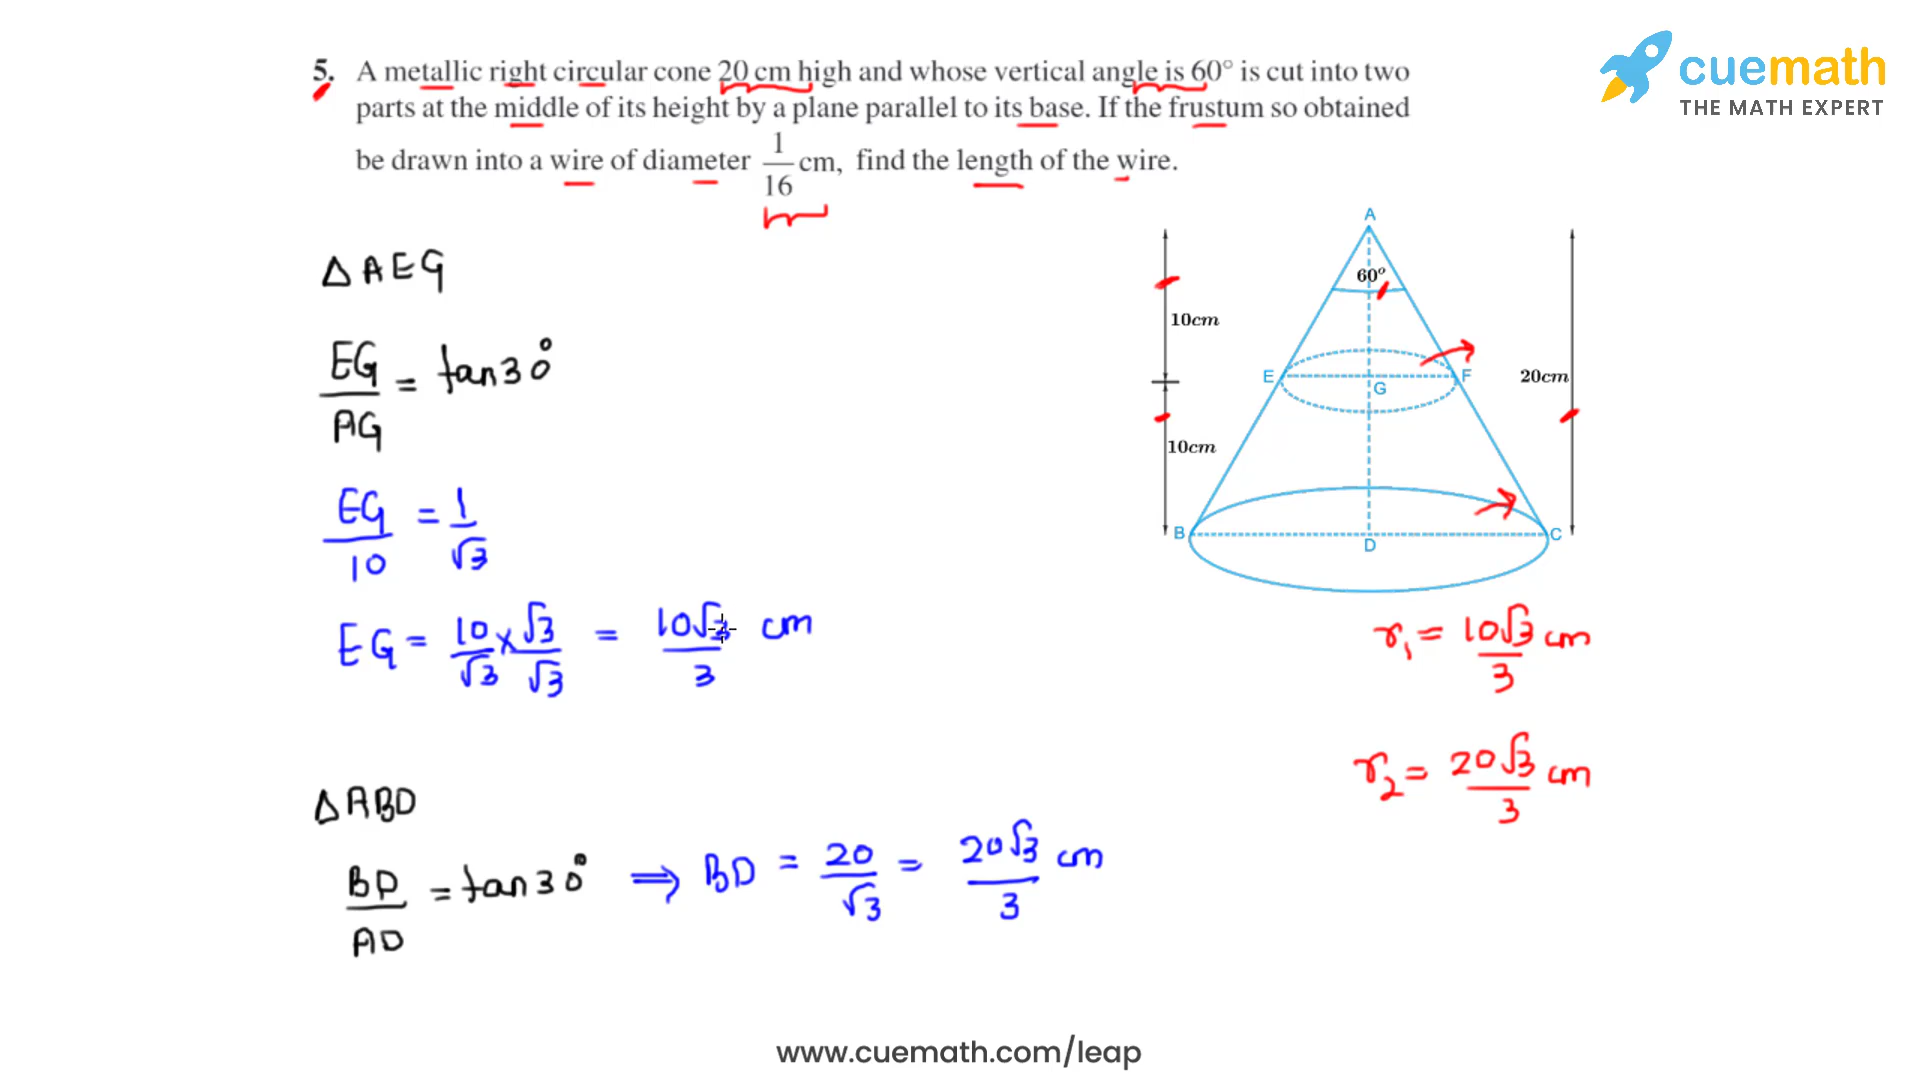 5. A metallic right circular cone 20 cm high and whose vertical angle is 60° is cut into two
parts at the middle of its height by a plane parallel to its base. If the frustum so obtained
be drawn into a wire of diameter 1/16 cm, find the length of the wire.
cuemath
THE MATH EXPERT
△AEG
EG/AG = tan30°
EG/10 = 1/√3
EG = 10/√3 × √3/√3 = 10√3/3 cm
△ABD
BD/AD = tan30° ⟹ BD = 20/√3 = 20√3/3 cm
A
60°
10cm
E
F
G
20cm
10cm
B
D
C
r₁ = 10√3/3 cm
r₂ = 20√3/3 cm
www.cuemath.com/leap